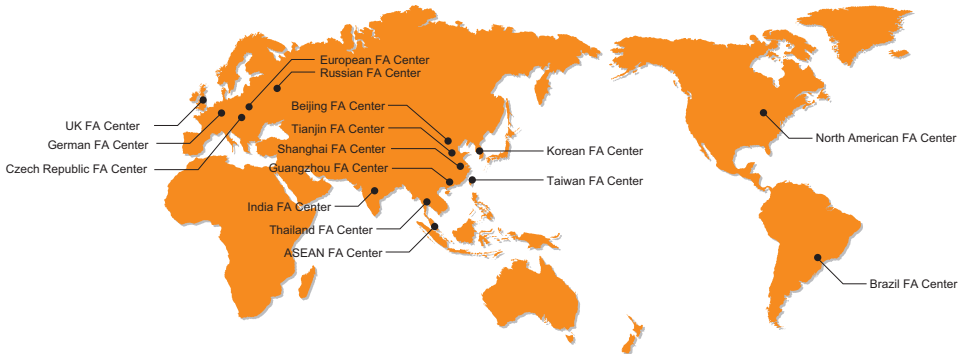 European FA Center
Russian FA Center
Beijing FA Center
UK FA Center
Tianjin FA Center
North American FA Center
German FA Center
Shanghai FA Center
Korean FA Center
Czech Republic FA Center
Guangzhou FA Center
Taiwan FA Center
India FA Center
Thailand FA Center
ASEAN FA Center
Brazil FA Center